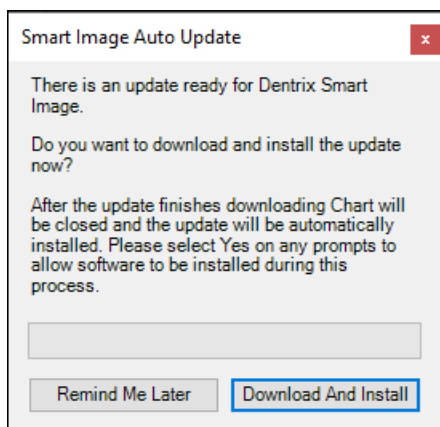 Smart Image Auto Update
x
There is an update ready for Dentrix Smart
Image.
Do you want to download and install the update
now?
After the update finishes downloading Chart will
be closed and the update will be automatically
installed. Please select Yes on any prompts to
allow software to be installed during this
process.
Remind Me Later
Download And Install